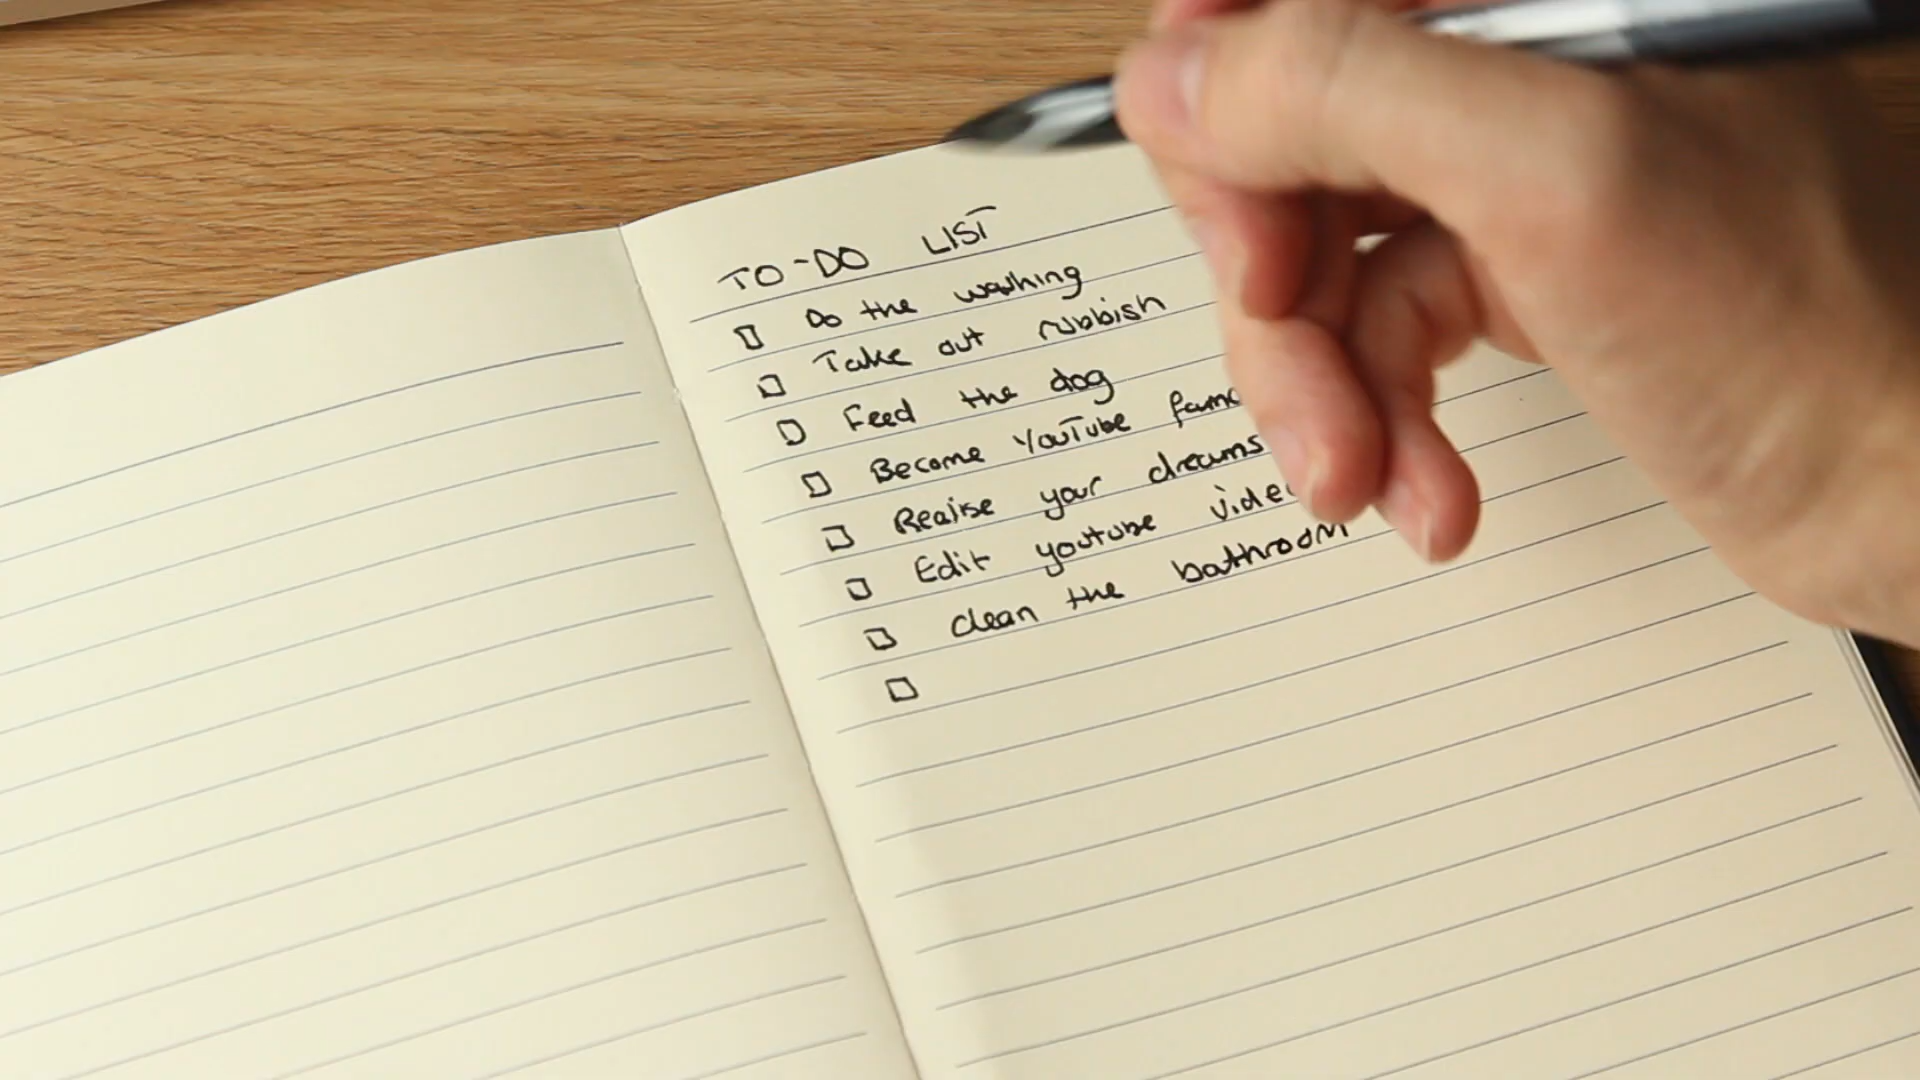 TO-DO LIST
Do the washing
Take out rubbish
Feed the dog
Become YouTube
Realise your dreams
Edit youtube
clean the bathroom